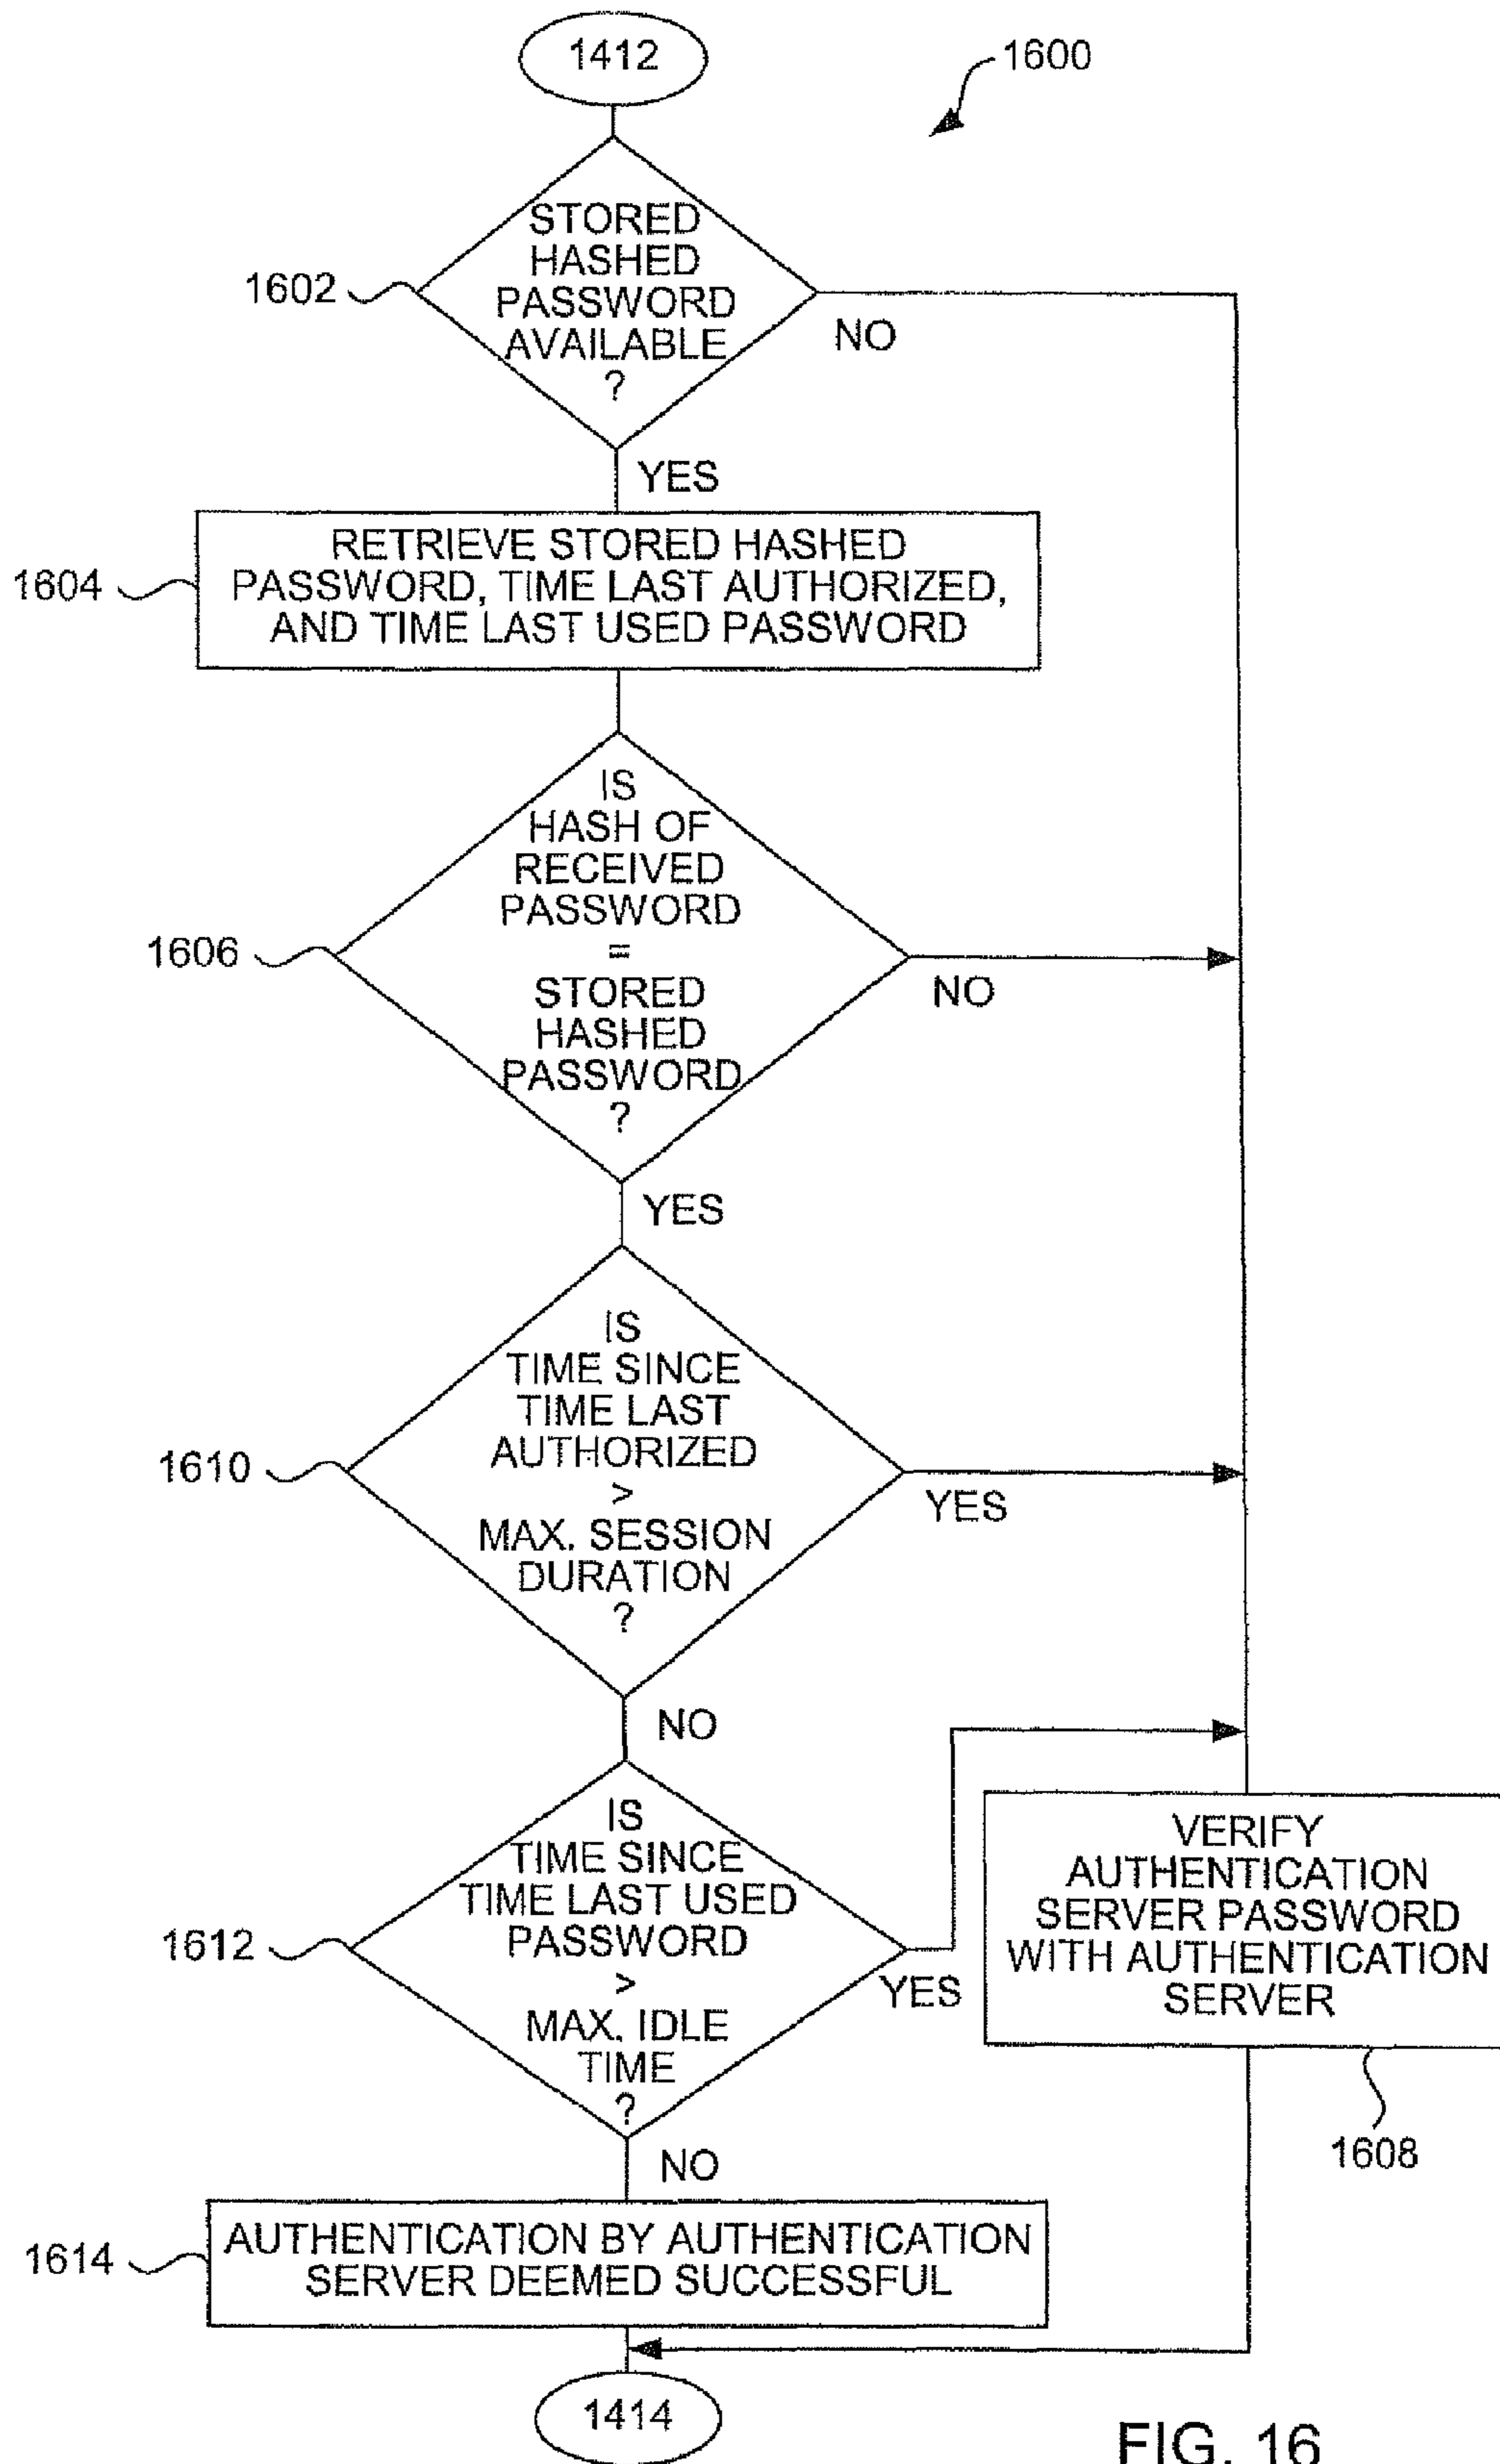 1412
1600
STORED
HASHED
PASSWORD
AVAILABLE
?
1602
NO
YES
RETRIEVE STORED HASHED
PASSWORD, TIME LAST AUTHORIZED,
AND TIME LAST USED PASSWORD
1604
IS
HASH OF
RECEIVED
PASSWORD
=
STORED
HASHED
PASSWORD
?
1606
NO
YES
IS
TIME SINCE
TIME LAST
AUTHORIZED
>
MAX. SESSION
DURATION
?
1610
YES
NO
IS
TIME SINCE
TIME LAST USED
PASSWORD
>
MAX. IDLE
TIME
?
1612
YES
VERIFY
AUTHENTICATION
SERVER PASSWORD
WITH AUTHENTICATION
SERVER
1608
NO
AUTHENTICATION BY AUTHENTICATION
SERVER DEEMED SUCCESSFUL
1614
1414
FIG. 16